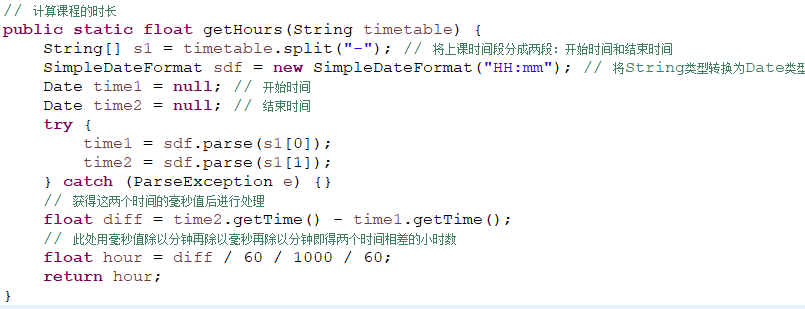 // 计算课程的时长
public static float getHours(String timetable) {
    String[] s1 = timetable.split("-"); // 将上课时间段分成两段：开始时间和结束时间
    SimpleDateFormat sdf = new SimpleDateFormat("HH:mm"); // 将String类型转换为Date类型
    Date time1 = null; // 开始时间
    Date time2 = null; // 结束时间
    try {
        time1 = sdf.parse(s1[0]);
        time2 = sdf.parse(s1[1]);
    } catch (ParseException e) {}
    // 获得这两个时间的毫秒值后进行处理
    float diff = time2.getTime() - time1.getTime();
    // 此处用毫秒值除以分钟再除以毫秒再除以分钟即得两个时间相差的小时数
    float hour = diff / 60 / 1000 / 60;
    return hour;
}